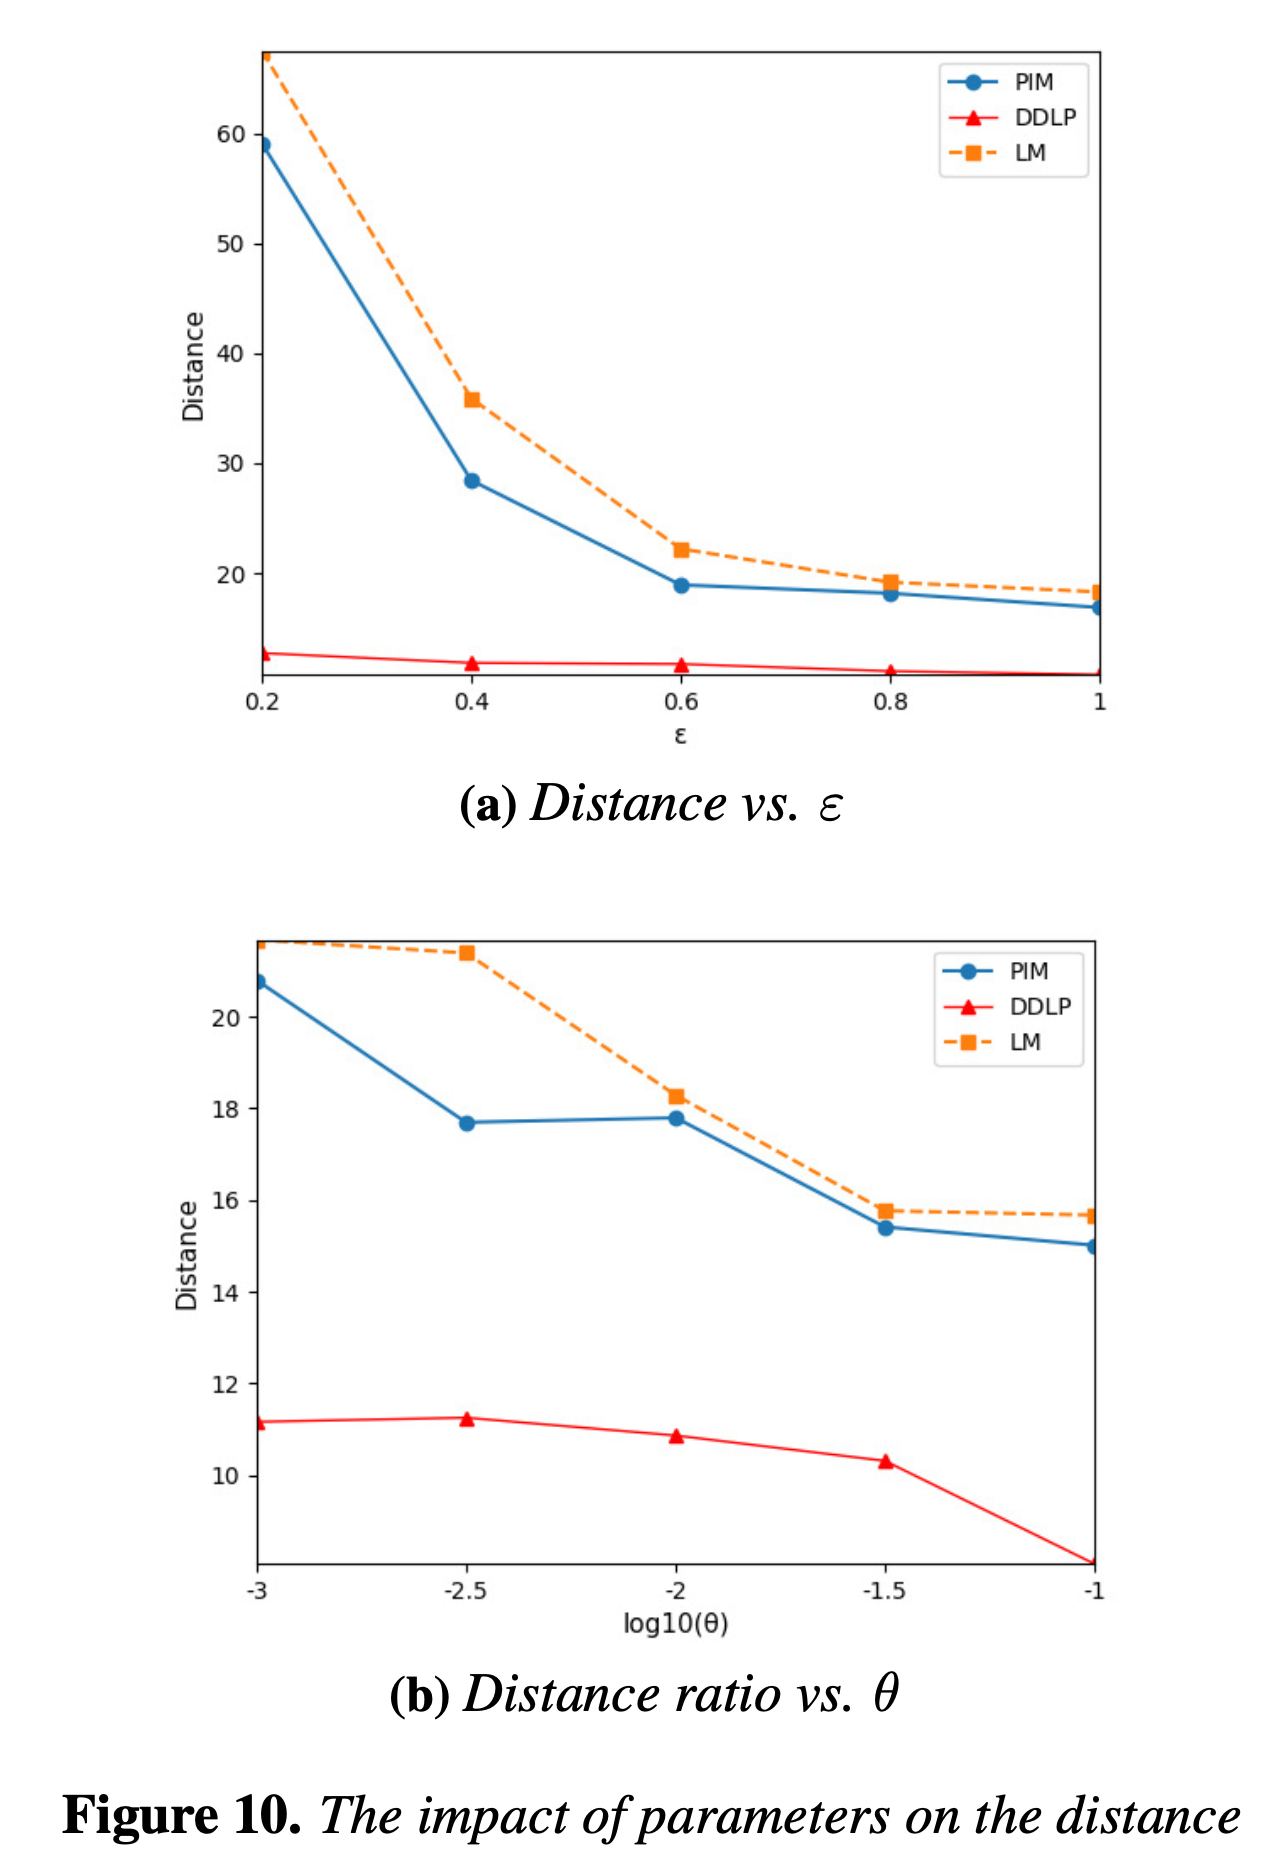 PIM
DDLP
LM
60
50
40
30
20
Distance
0.2 0.4 0.6 0.8 1
ε
(a) Distance vs. ε
PIM
DDLP
LM
20
18
16
14
12
10
Distance
-3 -2.5 -2 -1.5 -1
log10(θ)
(b) Distance ratio vs. θ
Figure 10. The impact of parameters on the distance